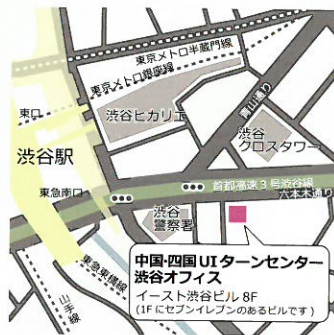 東京メトロ半蔵門線
東京メトロ銀座線
東口
渋谷ヒカリエ
青山通り
渋谷
クロスタワー
渋谷駅
首都高速3号渋谷線
六本木通り
東急南口
渋谷
警察署
中国・四国UIターンセンター
渋谷オフィス
イースト渋谷ビル 8F
(1Fにセブンイレブンのあるビルです)
東急東横線
山手線